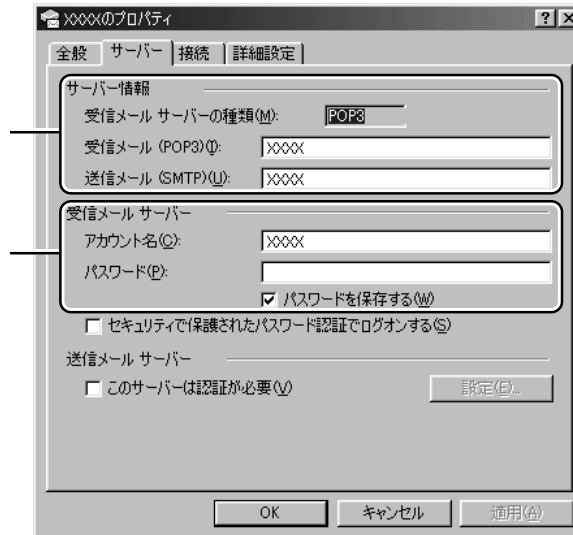 XXXXのプロパティ
全般 サーバー 接続 詳細設定
サーバー情報
受信メール サーバーの種類(M): POP3
受信メール (POP3)(I): XXXX
送信メール (SMTP)(U): XXXX
受信メール サーバー
アカウント名(C): XXXX
パスワード(P):
パスワードを保存する(W)
セキュリティで保護されたパスワード認証でログオンする(S)
送信メール サーバー
このサーバーは認証が必要(V) 設定(E)...
OK キャンセル 適用(A)